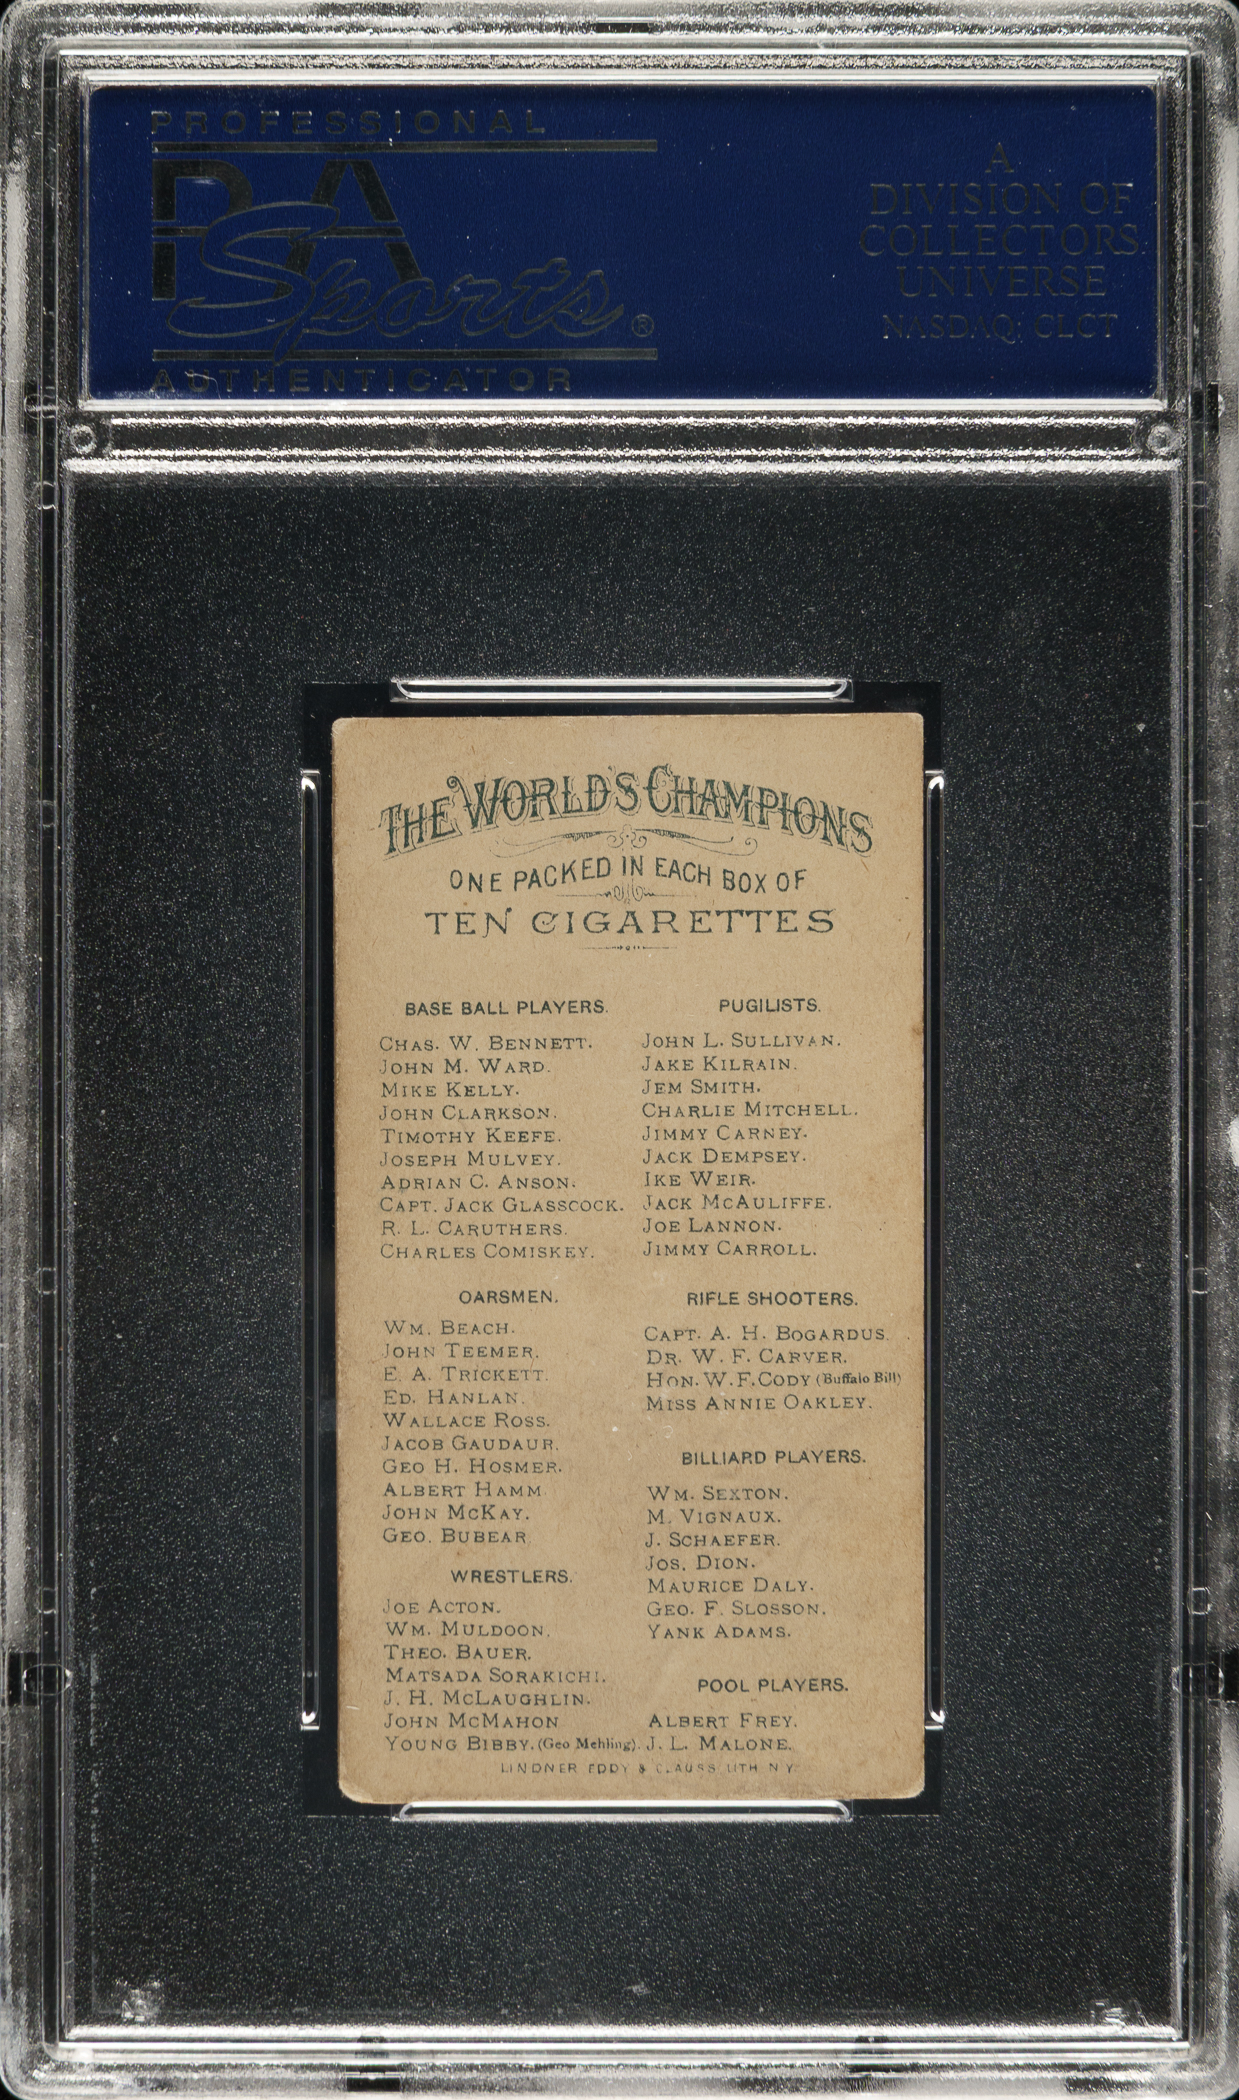 PROFESSIONAL
PSA
Sports®
AUTHENTICATOR
A
DIVISION OF
COLLECTORS
UNIVERSE
NASDAQ: CLCT
THE WORLD'S CHAMPIONS
ONE PACKED IN EACH BOX OF
TEN CIGARETTES
BASE BALL PLAYERS.
CHAS. W. BENNETT.
JOHN M. WARD.
MIKE KELLY.
JOHN CLARKSON.
TIMOTHY KEEFE.
JOSEPH MULVEY.
ADRIAN C. ANSON.
CAPT. JACK GLASSCOCK.
R. L. CARUTHERS.
CHARLES COMISKEY.
OARSMEN.
WM. BEACH.
JOHN TEEMER.
E. A. TRICKETT.
ED. HANLAN.
WALLACE ROSS.
JACOB GAUDAUR.
GEO H. HOSMER.
ALBERT HAMM
JOHN McKAY.
GEO. BUBEAR
WRESTLERS.
JOE ACTON.
WM. MULDOON.
THEO. BAUER.
MATSADA SORAKICHI.
J. H. McLAUGHLIN.
JOHN McMAHON
YOUNG BIBBY. (Geo Mehling).
PUGILISTS.
JOHN L. SULLIVAN.
JAKE KILRAIN.
JEM SMITH.
CHARLIE MITCHELL.
JIMMY CARNEY.
JACK DEMPSEY.
IKE WEIR.
JACK McAULIFFE.
JOE LANNON.
JIMMY CARROLL.
RIFLE SHOOTERS.
CAPT. A. H. BOGARDUS.
DR. W. F. CARVER.
HON. W. F. CODY (Buffalo Bill)
MISS ANNIE OAKLEY.
BILLIARD PLAYERS.
WM. SEXTON.
M. VIGNAUX.
J. SCHAEFER.
JOS. DION.
MAURICE DALY.
GEO. F. SLOSSON.
YANK ADAMS.
POOL PLAYERS.
ALBERT FREY.
J. L. MALONE.
LINDNER EDDY & CLAUSS LITH N Y